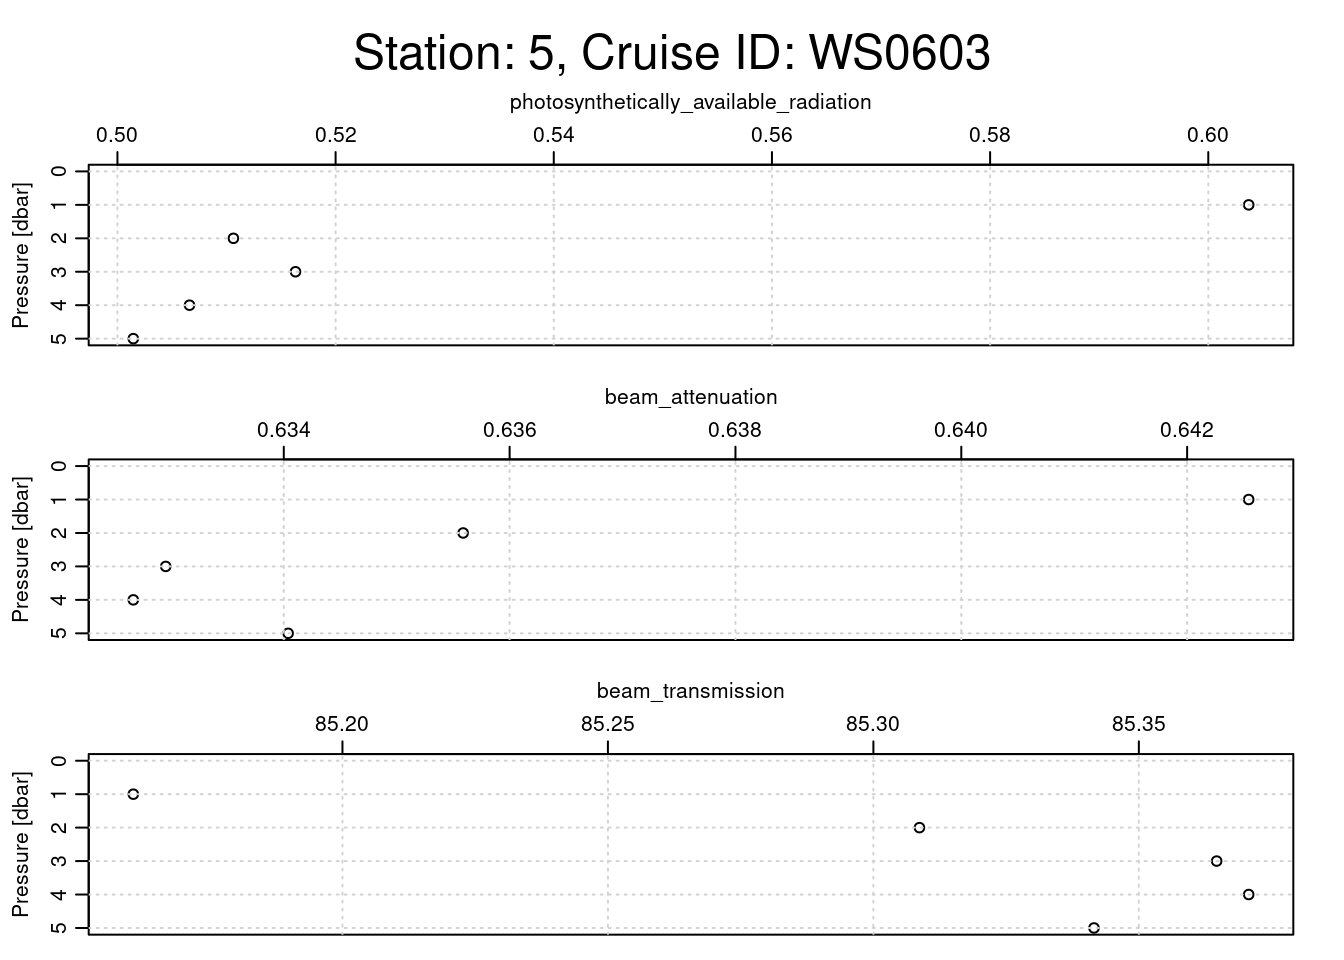 Station: 5, Cruise ID: WS0603
photosynthetically_available_radiation
0.50 0.52 0.54 0.56 0.58 0.60
Pressure [dbar]
0
1
2
3
4
5
beam_attenuation
0.634 0.636 0.638 0.640 0.642
Pressure [dbar]
0
1
2
3
4
5
beam_transmission
85.20 85.25 85.30 85.35
Pressure [dbar]
0
1
2
3
4
5